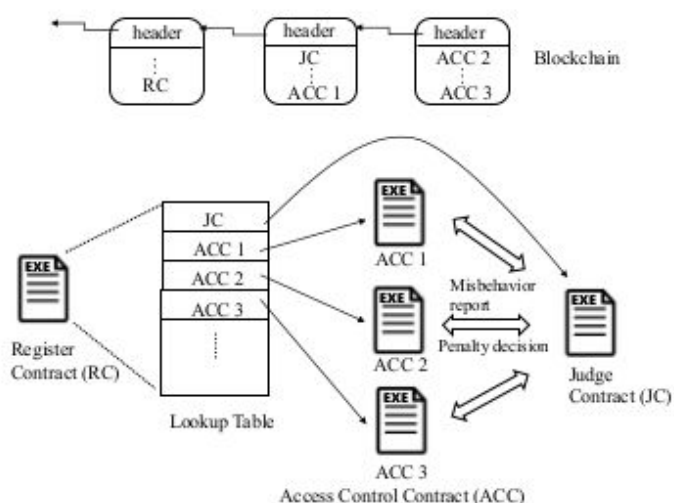 header
header
header
RC
JC
ACC 1
ACC 2
ACC 3
Blockchain
EXE
Register
Contract (RC)
JC
ACC 1
ACC 2
ACC 3
Lookup Table
EXE
ACC 1
EXE
ACC 2
EXE
ACC 3
Access Control Contract (ACC)
Misbehavior
report
Penalty decision
EXE
Judge
Contract (JC)